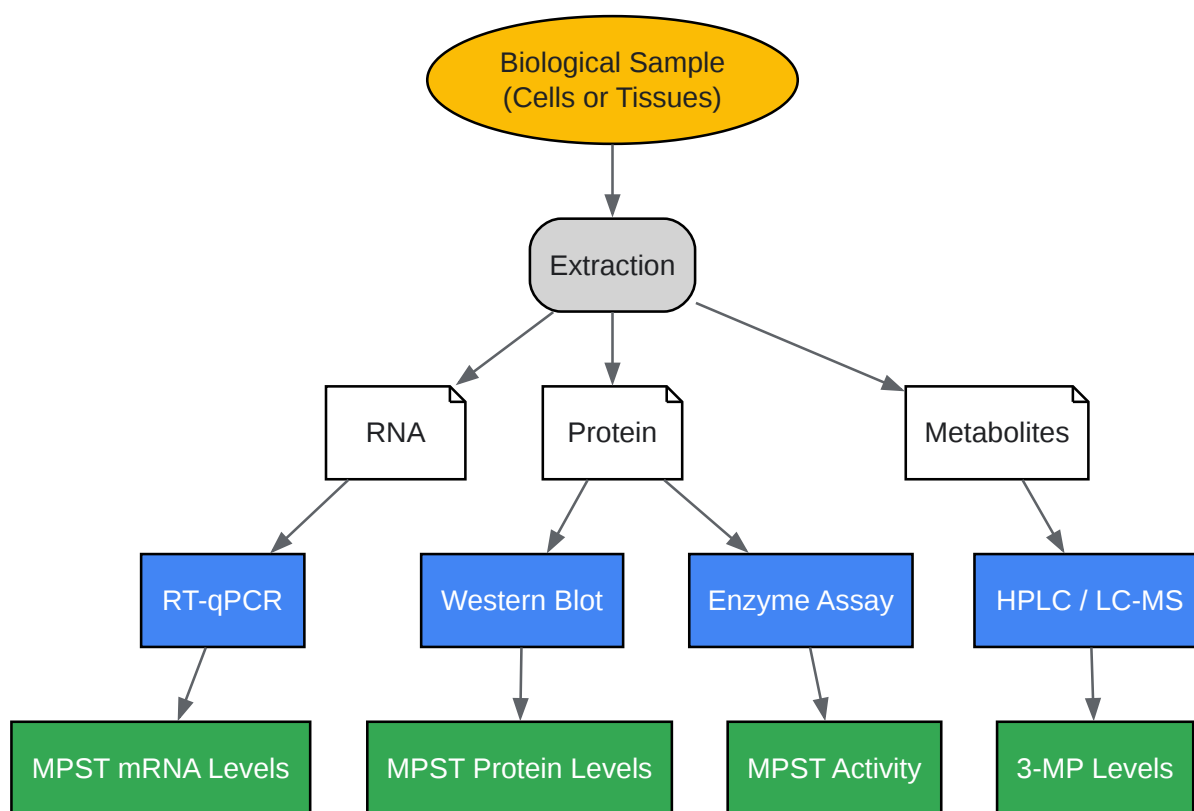 Biological Sample
(Cells or Tissues)
Extraction
RNA
Protein
Metabolites
RT-qPCR
Western Blot
Enzyme Assay
HPLC / LC-MS
MPST mRNA Levels
MPST Protein Levels
MPST Activity
3-MP Levels